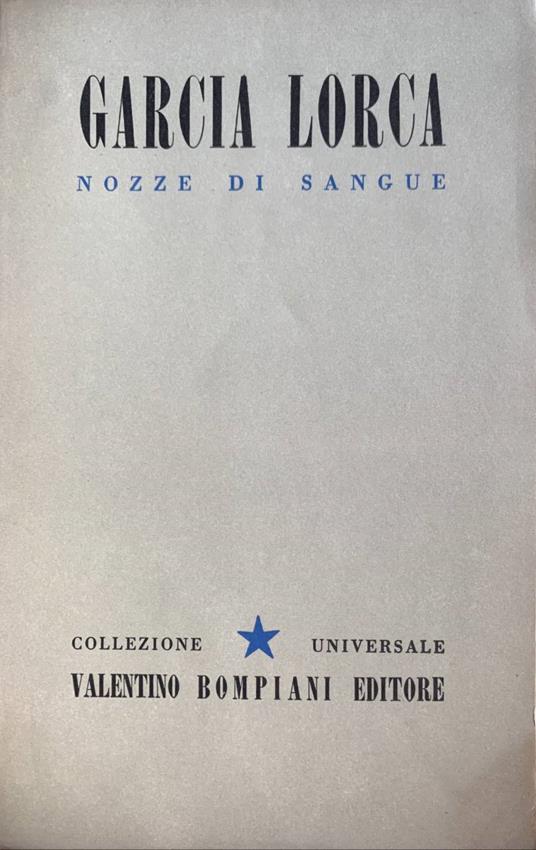 GARCIA LORCA
NOZZE DI SANGUE
COLLEZIONE UNIVERSALE
VALENTINO BOMPIANI EDITORE